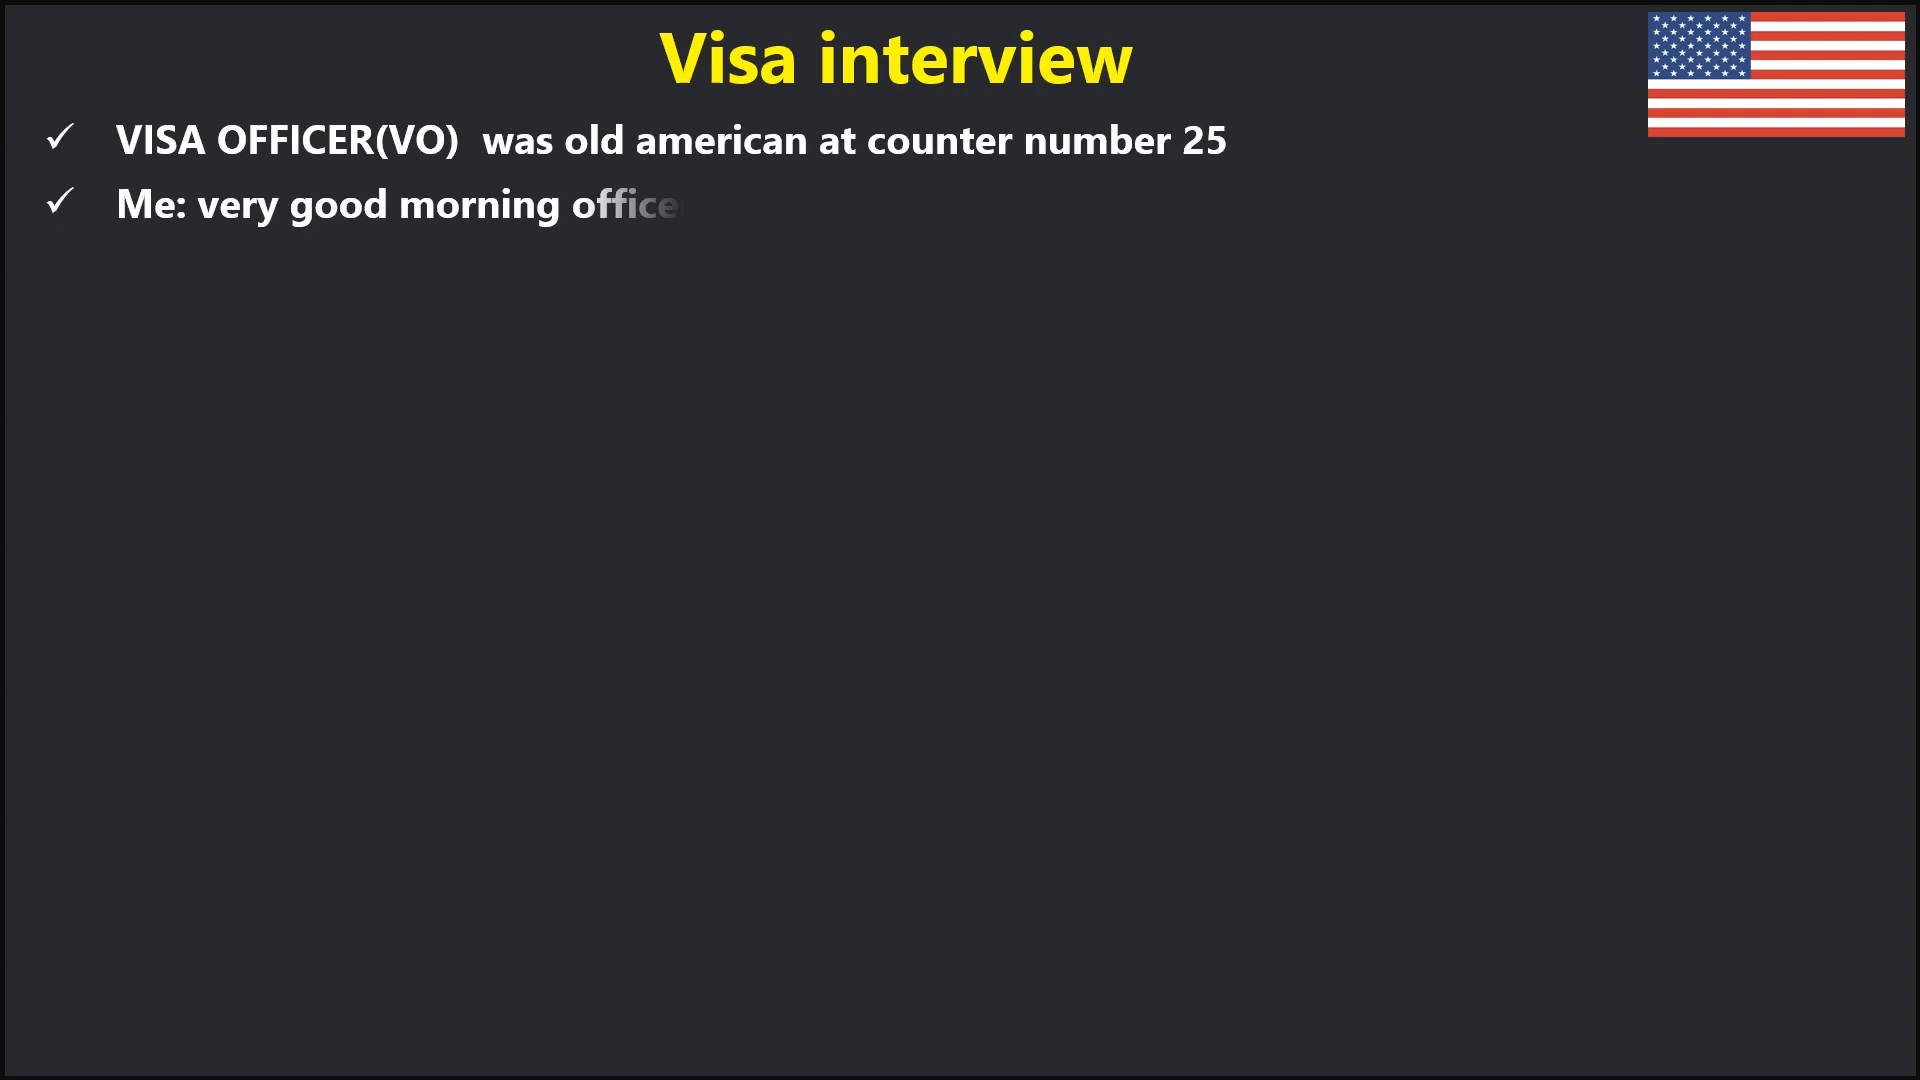 Visa interview
✓ VISA OFFICER(VO) was old american at counter number 25
✓ Me: very good morning office